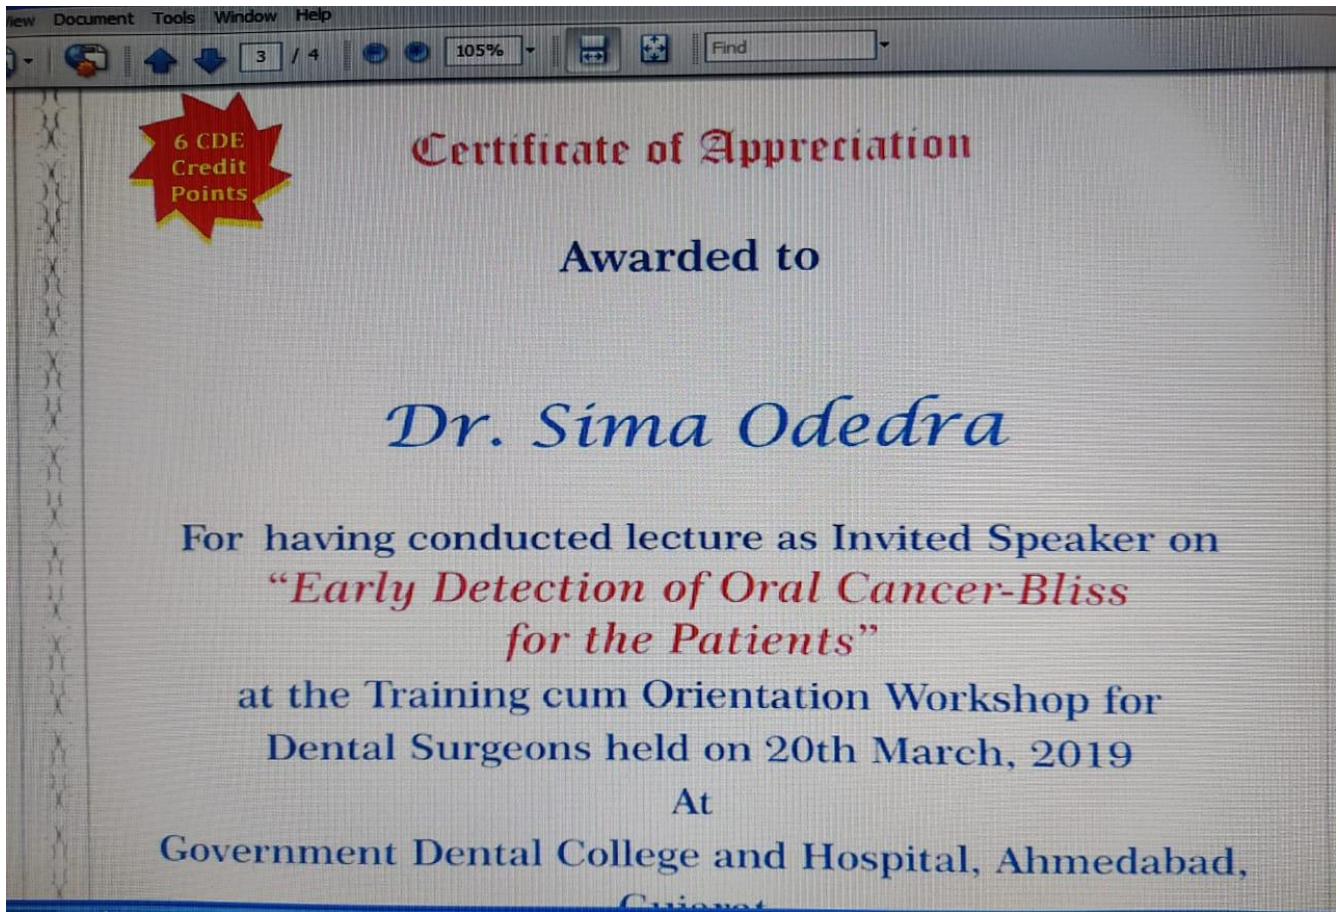 View Document Tools Window Help
3 / 4 105% Find
6 CDE
Credit
Points
Certificate of Appreciation
Awarded to
Dr. Sima Odedra
For having conducted lecture as Invited Speaker on
“Early Detection of Oral Cancer-Bliss
for the Patients”
at the Training cum Orientation Workshop for
Dental Surgeons held on 20th March, 2019
At
Government Dental College and Hospital, Ahmedabad,
Gujarat